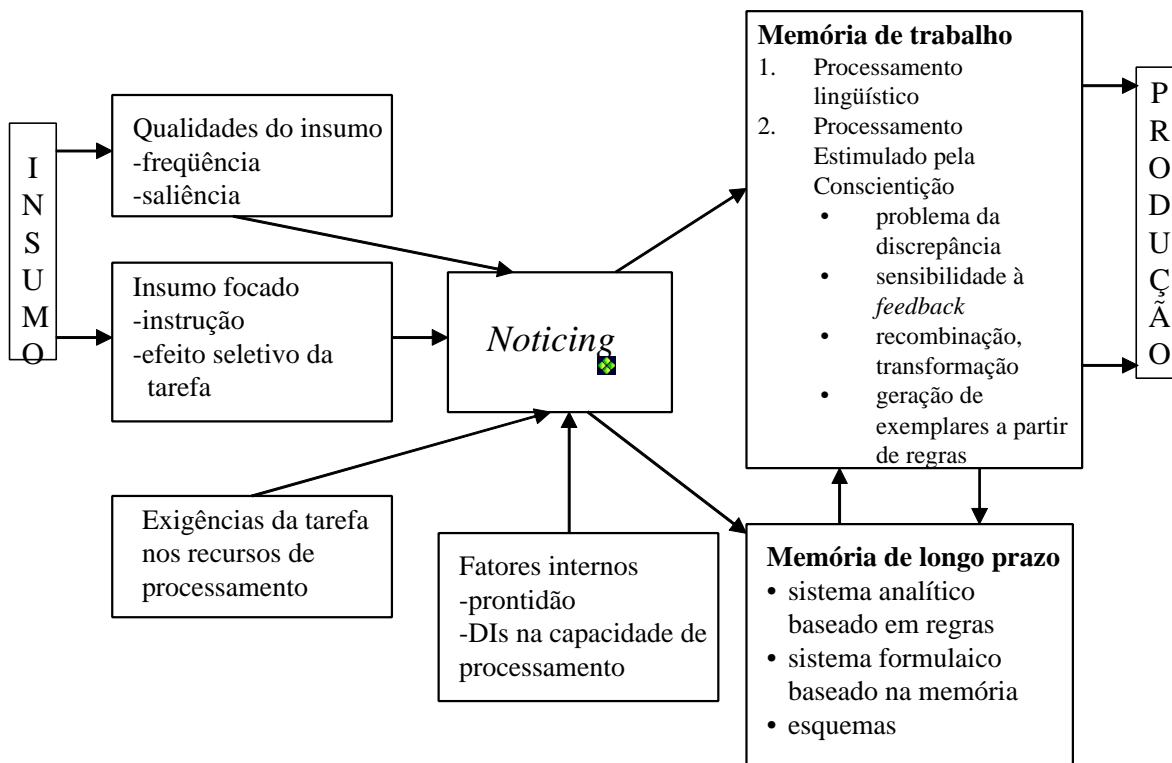 INSUMO
Qualidades do insumo
-freqüência
-saliência
Insumo focado
-instrução
-efeito seletivo da
tarefa
Exigências da tarefa
nos recursos de
processamento
Noticing
Fatores internos
-prontidão
-DIs na capacidade de
processamento
Memória de trabalho
1. Processamento
lingüístico
2. Processamento
Estimulado pela
Conscientição
• problema da
discrepância
• sensibilidade à
feedback
• recombinação,
transformação
• geração de
exemplares a partir
de regras
Memória de longo prazo
• sistema analítico
baseado em regras
• sistema formulaico
baseado na memória
• esquemas
PRODUÇÃO